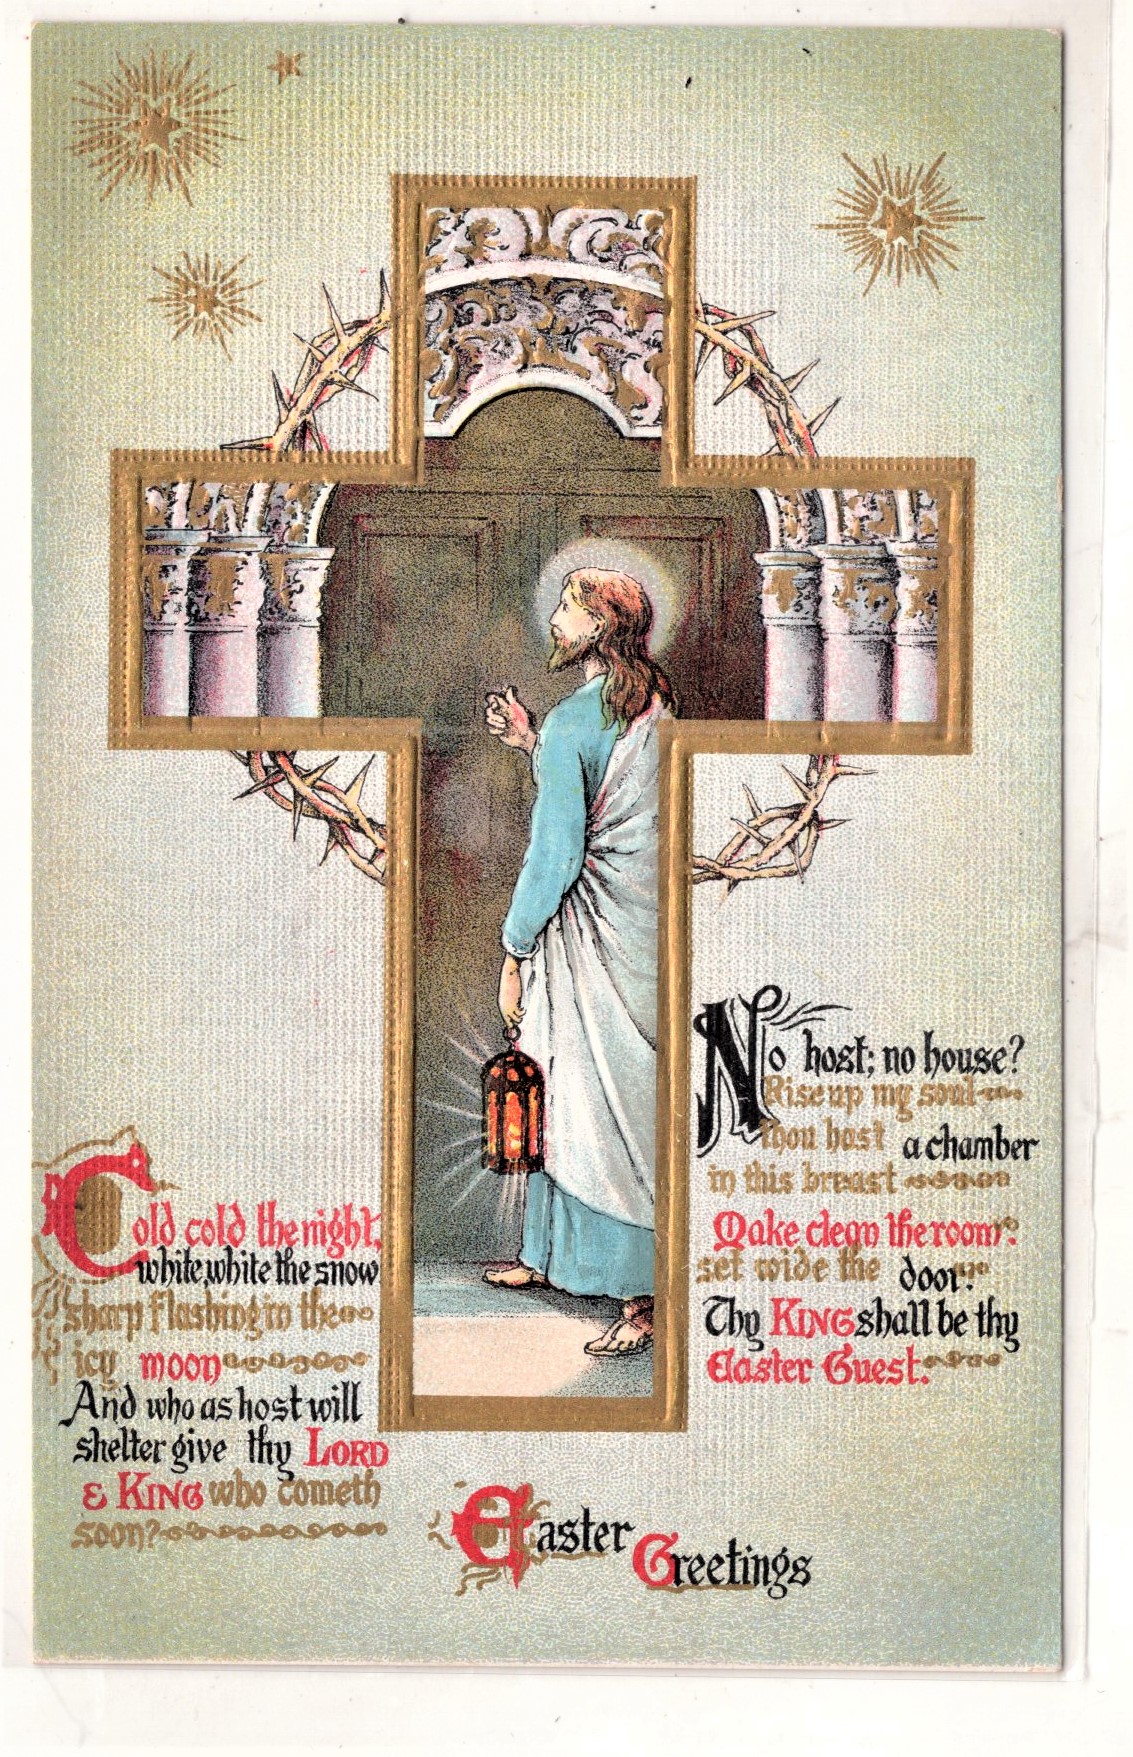 Cold cold the night,
white, white the snow
sharp flashing in the
icy moon
And who as host will
shelter give thy LORD
& KING who cometh
soon?
No host; no house?
Rise up my soul
Thou hast a chamber
in this breast
Make clean the room:
set wide the door:
Thy KING shall be thy
Easter Guest.
Easter Greetings